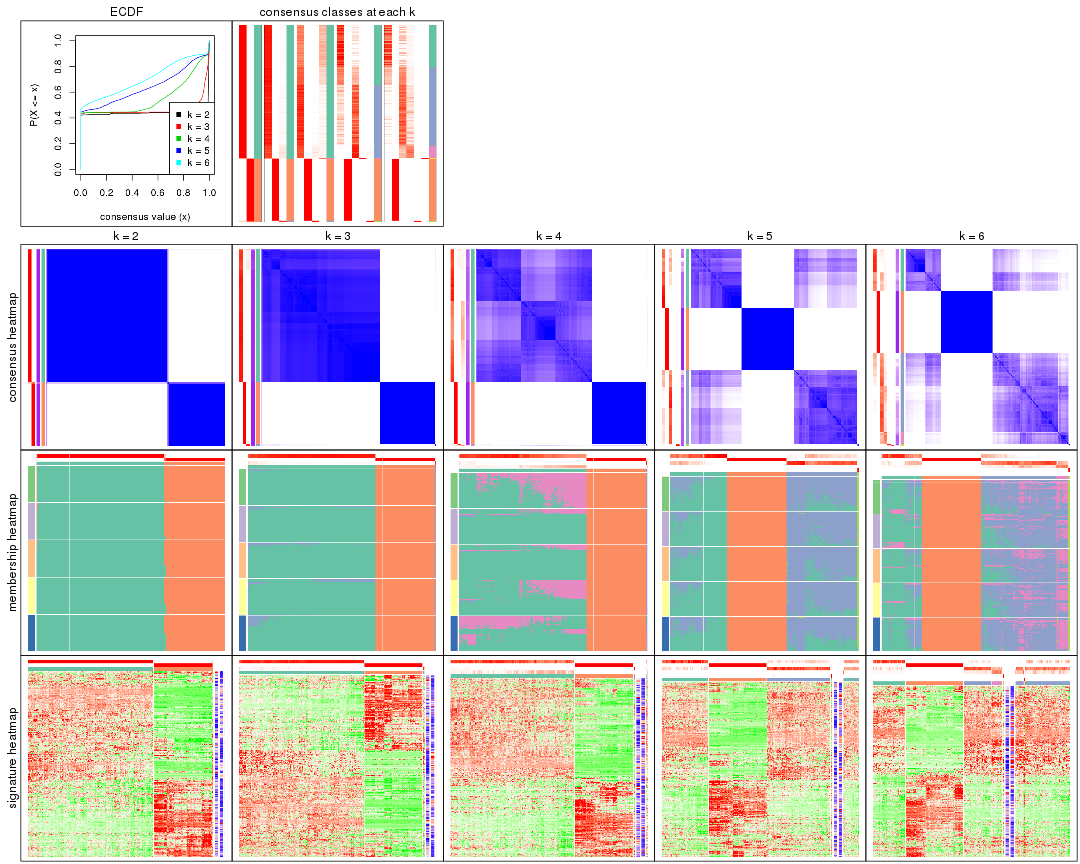 ECDF
consensus classes at each k
P(X <= x)
1.0
0.8
0.6
0.4
0.2
0.0
k = 2
k = 3
k = 4
k = 5
k = 6
0.0 0.2 0.4 0.6 0.8 1.0
consensus value (x)
k = 2
k = 3
k = 4
k = 5
k = 6
consensus heatmap
membership heatmap
signature heatmap